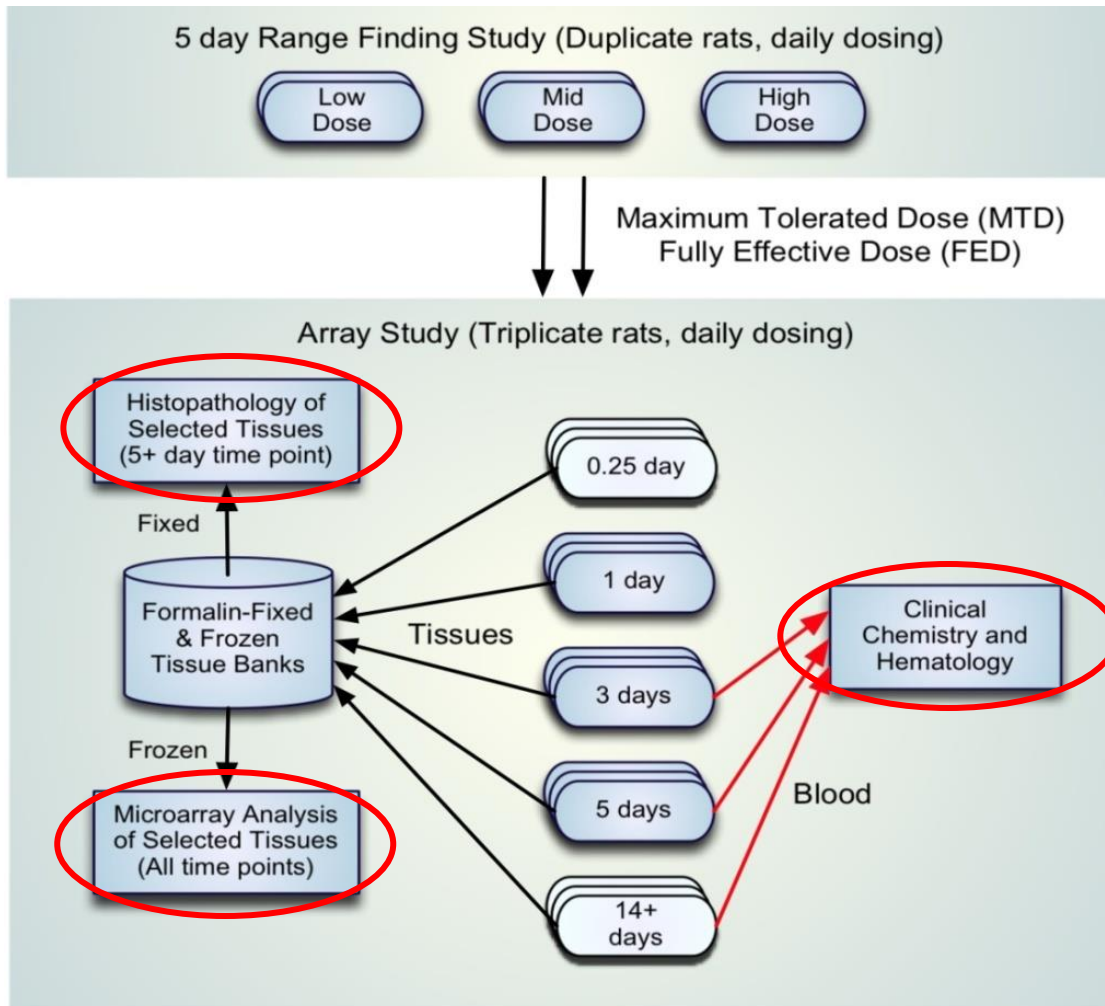 5 day Range Finding Study (Duplicate rats, daily dosing)
Low
Dose
Mid
Dose
High
Dose
Maximum Tolerated Dose (MTD)
Fully Effective Dose (FED)
Array Study (Triplicate rats, daily dosing)
Histopathology of
Selected Tissues
(5+ day time point)
Fixed
Formalin-Fixed
& Frozen
Tissue Banks
Frozen
Microarray Analysis
of Selected Tissues
(All time points)
Tissues
0.25 day
1 day
3 days
5 days
14+
days
Blood
Clinical
Chemistry and
Hematology